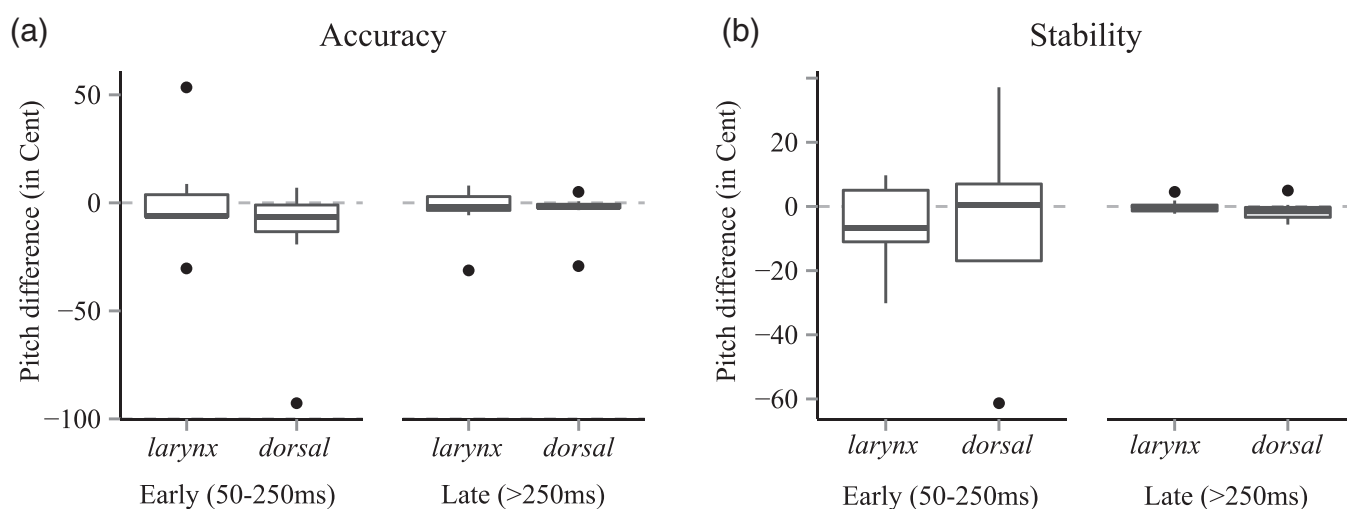 (a)
Accuracy
Pitch difference (in Cent)
50
0
−50
−100
larynx
dorsal
larynx
dorsal
Early (50-250ms)
Late (>250ms)
(b)
Stability
Pitch difference (in Cent)
20
0
−20
−40
−60
larynx
dorsal
larynx
dorsal
Early (50-250ms)
Late (>250ms)